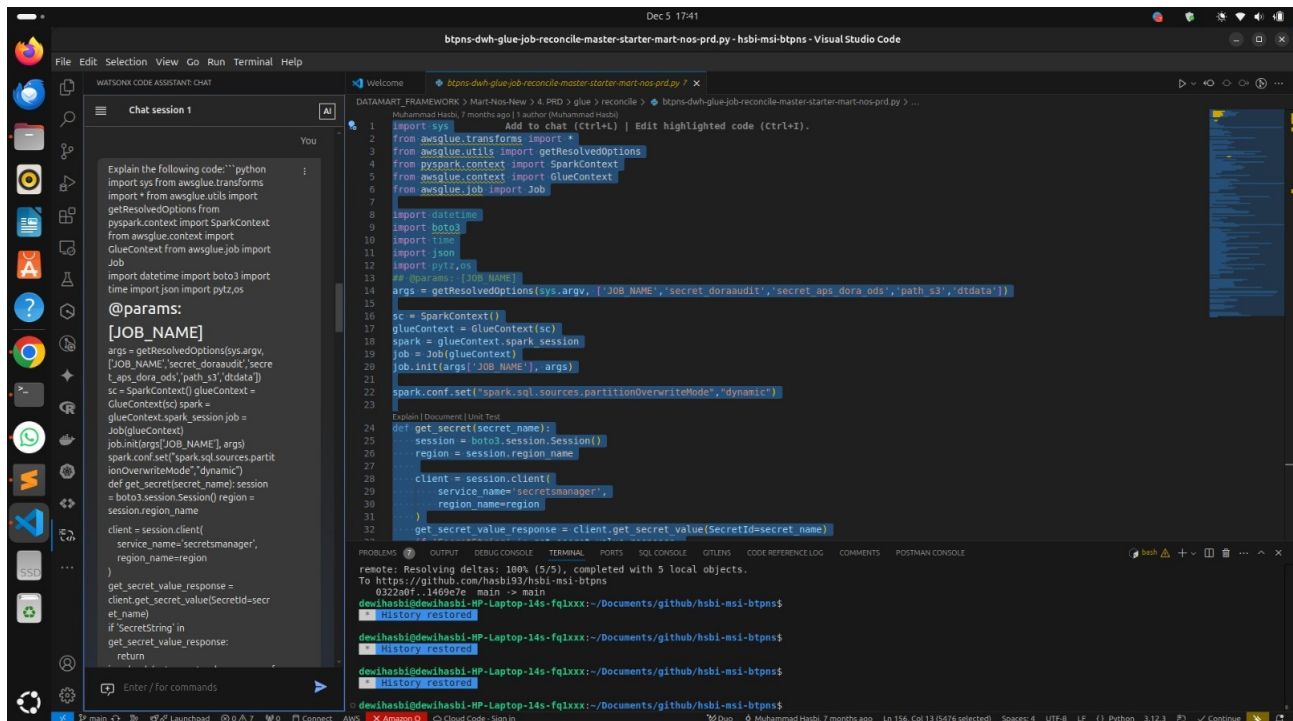 Dec 5 17:41
btpns-dwh-glue-job-reconcile-master-starter-mart-nos-prd.py - hsbi-msi-btpns - Visual Studio Code
File Edit Selection View Go Run Terminal Help
WATSONX CODE ASSISTANT: CHAT
Chat session 1
AI
You
Explain the following code:```python
import sys from awsglue.transforms
import * from awsglue.utils import
getResolvedOptions from
pyspark.context import SparkContext
from awsglue.context import
GlueContext from awsglue.job import
Job
import datetime import boto3 import
time import json import pytz,os
@params:
[JOB_NAME]
args = getResolvedOptions(sys.argv,
['JOB_NAME','secret_doraaudit','secre
t_aps_dora_ods','path_s3','dtdata'])
sc = SparkContext() glueContext =
GlueContext(sc) spark =
glueContext.spark_session job =
Job(glueContext)
job.init(args['JOB_NAME'], args)
spark.conf.set("spark.sql.sources.partit
ionOverwriteMode","dynamic")
def get_secret(secret_name): session
= boto3.session.Session() region =
session.region_name
client = session.client(
service_name='secretsmanager',
region_name=region
)
get_secret_value_response =
client.get_secret_value(SecretId=secr
et_name)
if 'SecretString' in
get_secret_value_response:
return
Enter / for commands
Welcome
btpns-dwh-glue-job-reconcile-master-starter-mart-nos-prd.py 7
DATAMART_FRAMEWORK > Mart-Nos-New > 4. PRD > glue > reconcile > btpns-dwh-glue-job-reconcile-master-starter-mart-nos-prd.py > ...
Muhammad Hasbi, 7 months ago | 1 author (Muhammad Hasbi)
1 import sys Add to chat (Ctrl+L) | Edit highlighted code (Ctrl+I).
2 from awsglue.transforms import *
3 from awsglue.utils import getResolvedOptions
4 from pyspark.context import SparkContext
5 from awsglue.context import GlueContext
6 from awsglue.job import Job
7
8 import datetime
9 import boto3
10 import time
11 import json
12 import pytz,os
13 ## @params: [JOB_NAME]
14 args = getResolvedOptions(sys.argv, ['JOB_NAME','secret_doraaudit','secret_aps_dora_ods','path_s3','dtdata'])
15
16 sc = SparkContext()
17 glueContext = GlueContext(sc)
18 spark = glueContext.spark_session
19 job = Job(glueContext)
20 job.init(args['JOB_NAME'], args)
21
22 spark.conf.set("spark.sql.sources.partitionOverwriteMode","dynamic")
23
Explain | Document | Unit Test
24 def get_secret(secret_name):
25 session = boto3.session.Session()
26 region = session.region_name
27
28 client = session.client(
29 service_name='secretsmanager',
30 region_name=region
31 )
32 get_secret_value_response = client.get_secret_value(SecretId=secret_name)
PROBLEMS 7 OUTPUT DEBUG CONSOLE TERMINAL PORTS SQL CONSOLE GITLENS CODE REFERENCE LOG COMMENTS POSTMAN CONSOLE
bash
remote: Resolving deltas: 100% (5/5), completed with 5 local objects.
To https://github.com/hasbi93/hsbi-msi-btpns
0322a0f..1469e7e main -> main
dewihasbi@dewihasbi-HP-Laptop-14s-fq1xxx:~/Documents/github/hsbi-msi-btpns$
* History restored
dewihasbi@dewihasbi-HP-Laptop-14s-fq1xxx:~/Documents/github/hsbi-msi-btpns$
* History restored
dewihasbi@dewihasbi-HP-Laptop-14s-fq1xxx:~/Documents/github/hsbi-msi-btpns$
* History restored
dewihasbi@dewihasbi-HP-Laptop-14s-fq1xxx:~/Documents/github/hsbi-msi-btpns$
main Launchpad 0 7 0 Connect AWS Amazon Q Cloud Code - Sign in Duo Muhammad Hasbi, 7 months ago Ln 156, Col 13 (5476 selected) Spaces: 4 UTF-8 LF Python 3.12.3 Continue